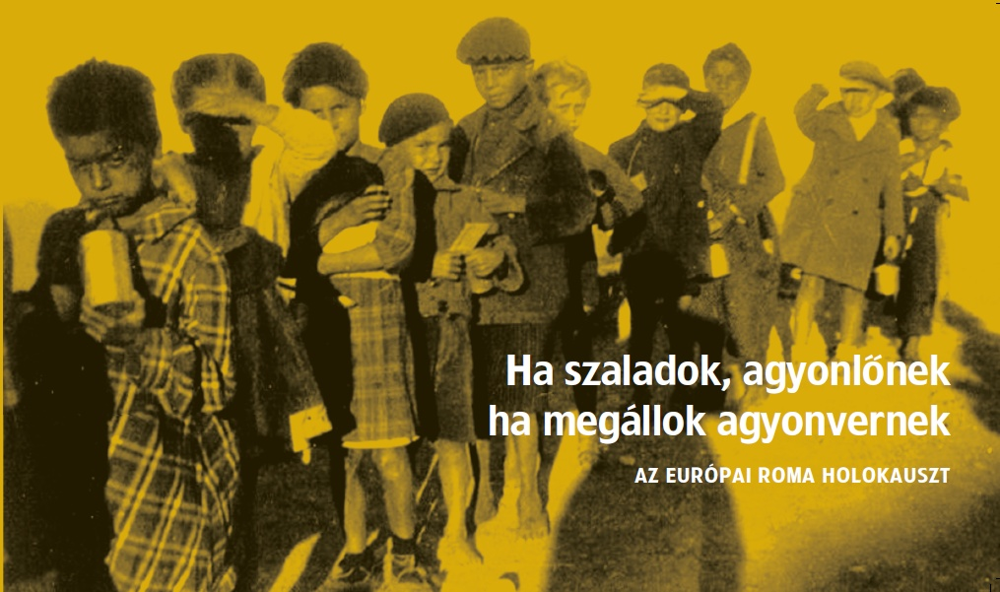 Ha szaladok, agyonlőnek
ha megállok agyonvernek
AZ EURÓPAI ROMA HOLOKAUSZT